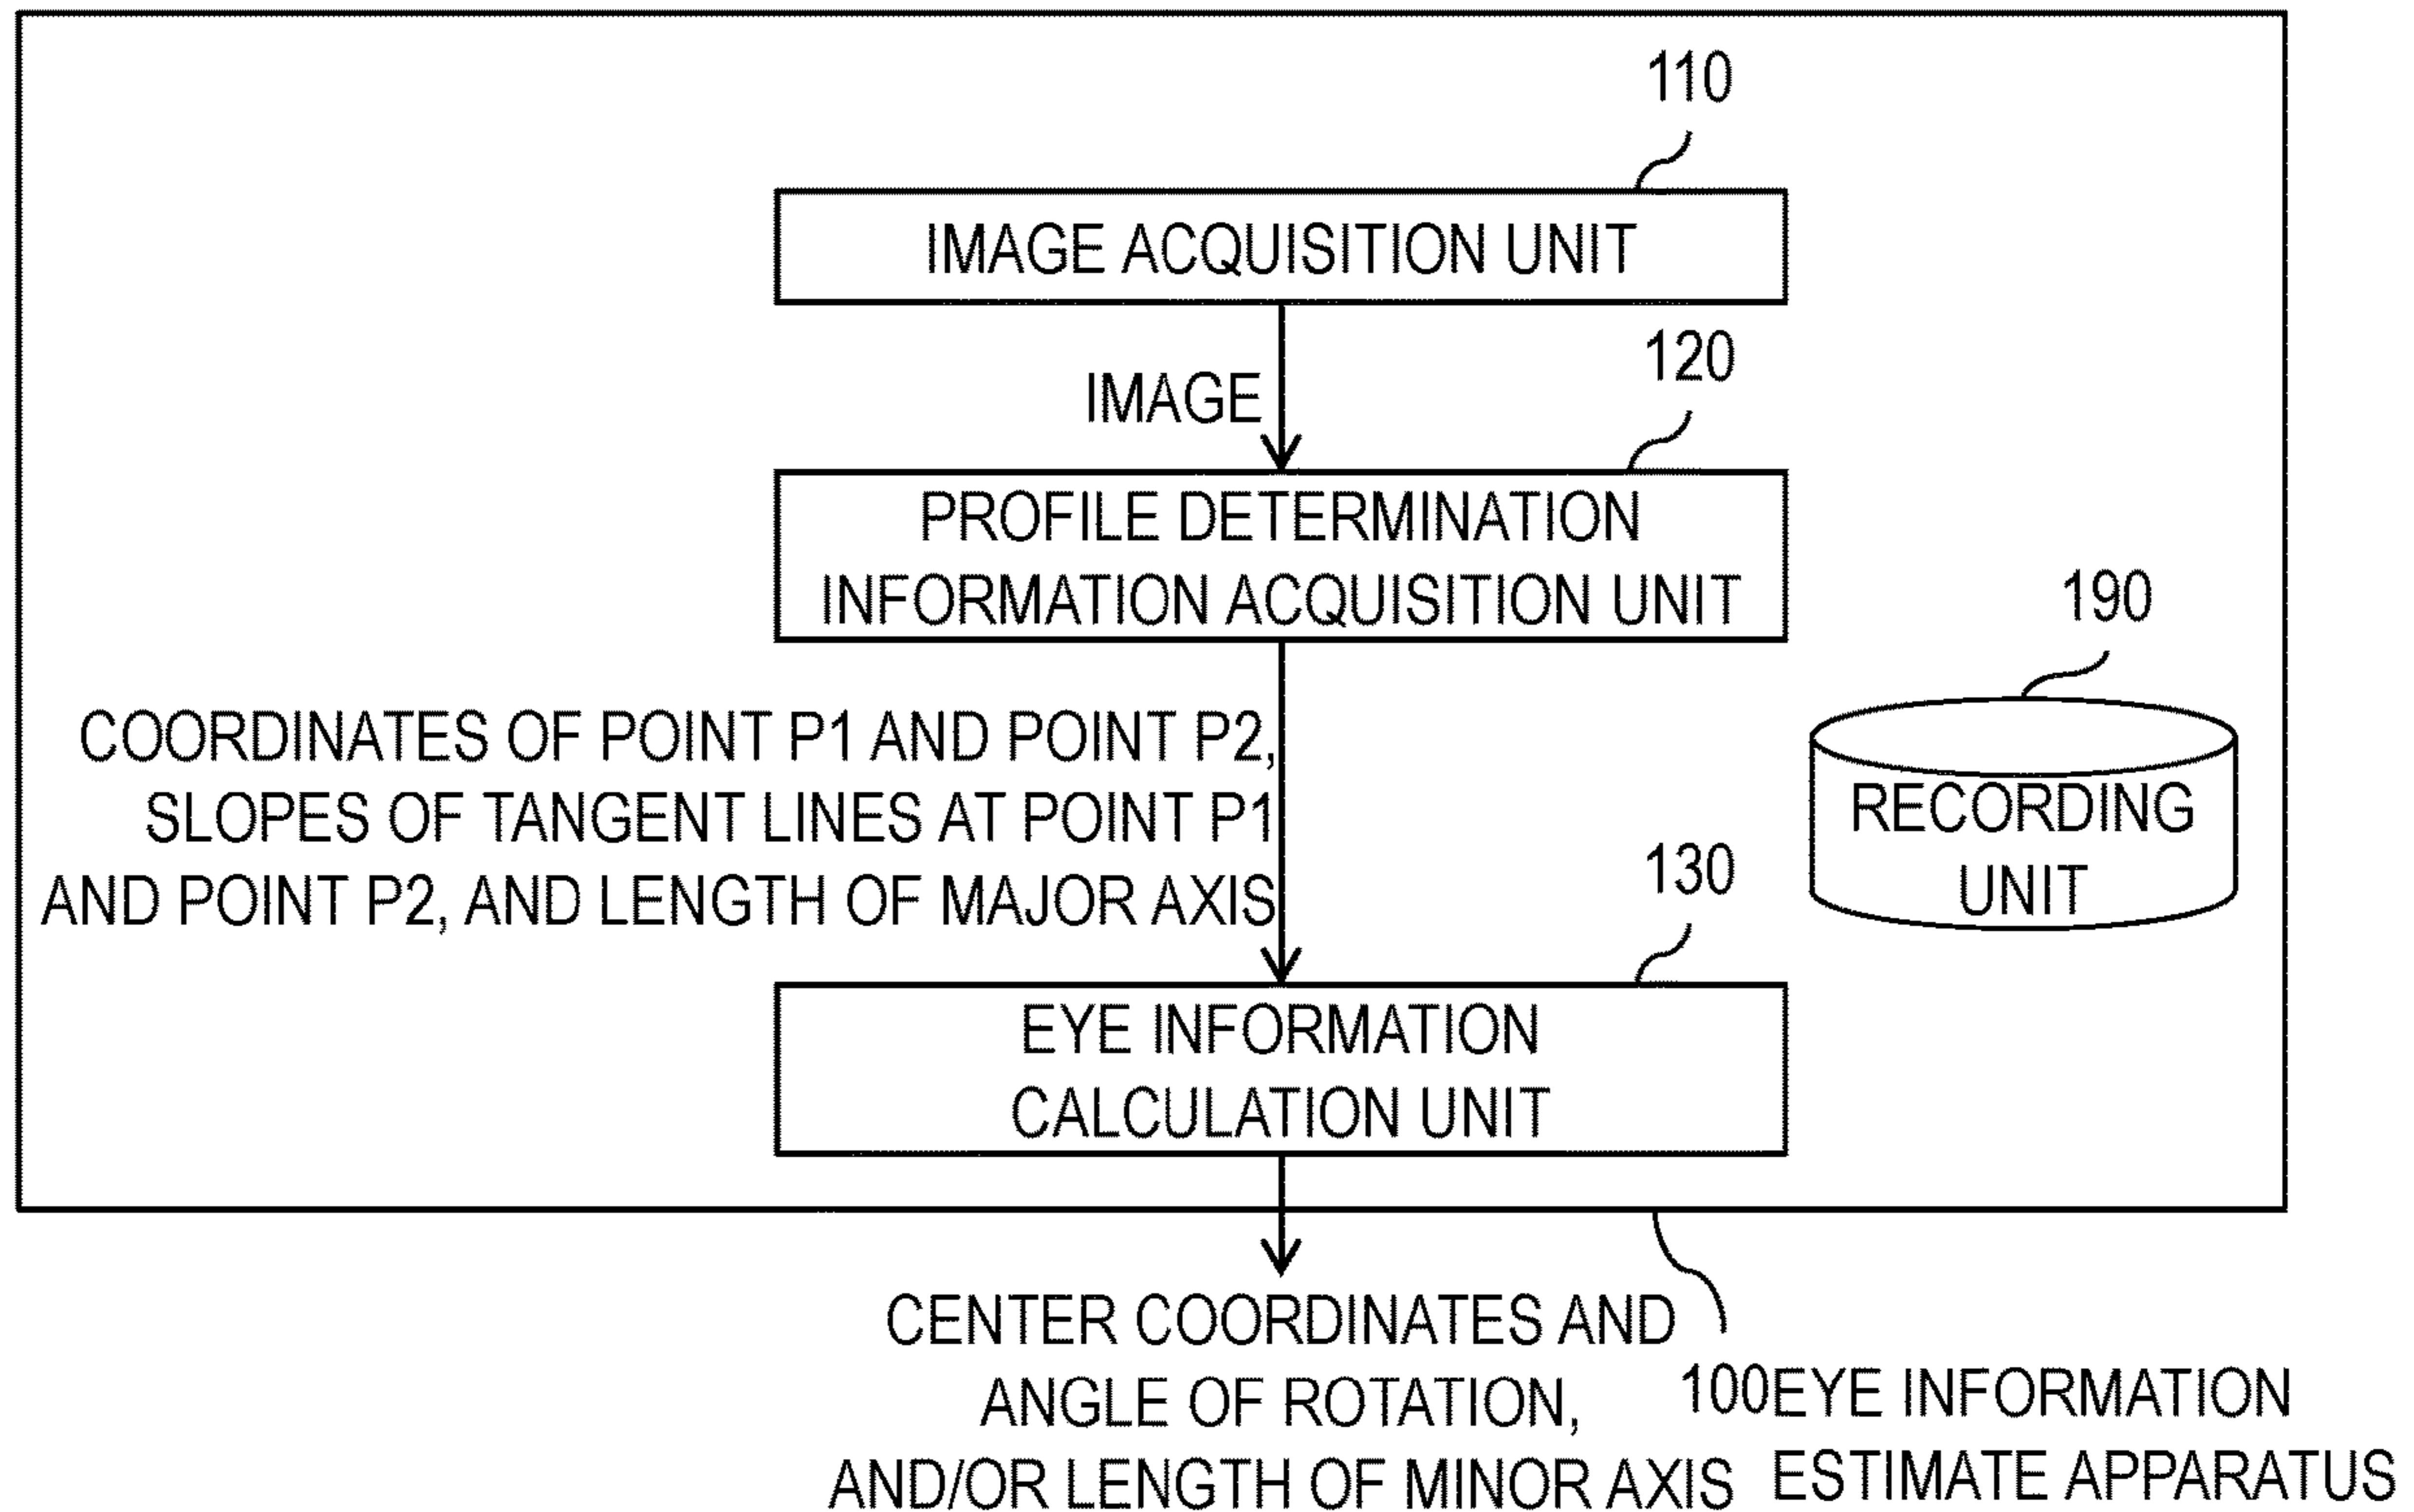 110
IMAGE ACQUISITION UNIT
IMAGE
120
PROFILE DETERMINATION
INFORMATION ACQUISITION UNIT
190
COORDINATES OF POINT P1 AND POINT P2,
SLOPES OF TANGENT LINES AT POINT P1
AND POINT P2, AND LENGTH OF MAJOR AXIS
RECORDING
UNIT
130
EYE INFORMATION
CALCULATION UNIT
CENTER COORDINATES AND
ANGLE OF ROTATION,
AND/OR LENGTH OF MINOR AXIS
100 EYE INFORMATION
ESTIMATE APPARATUS